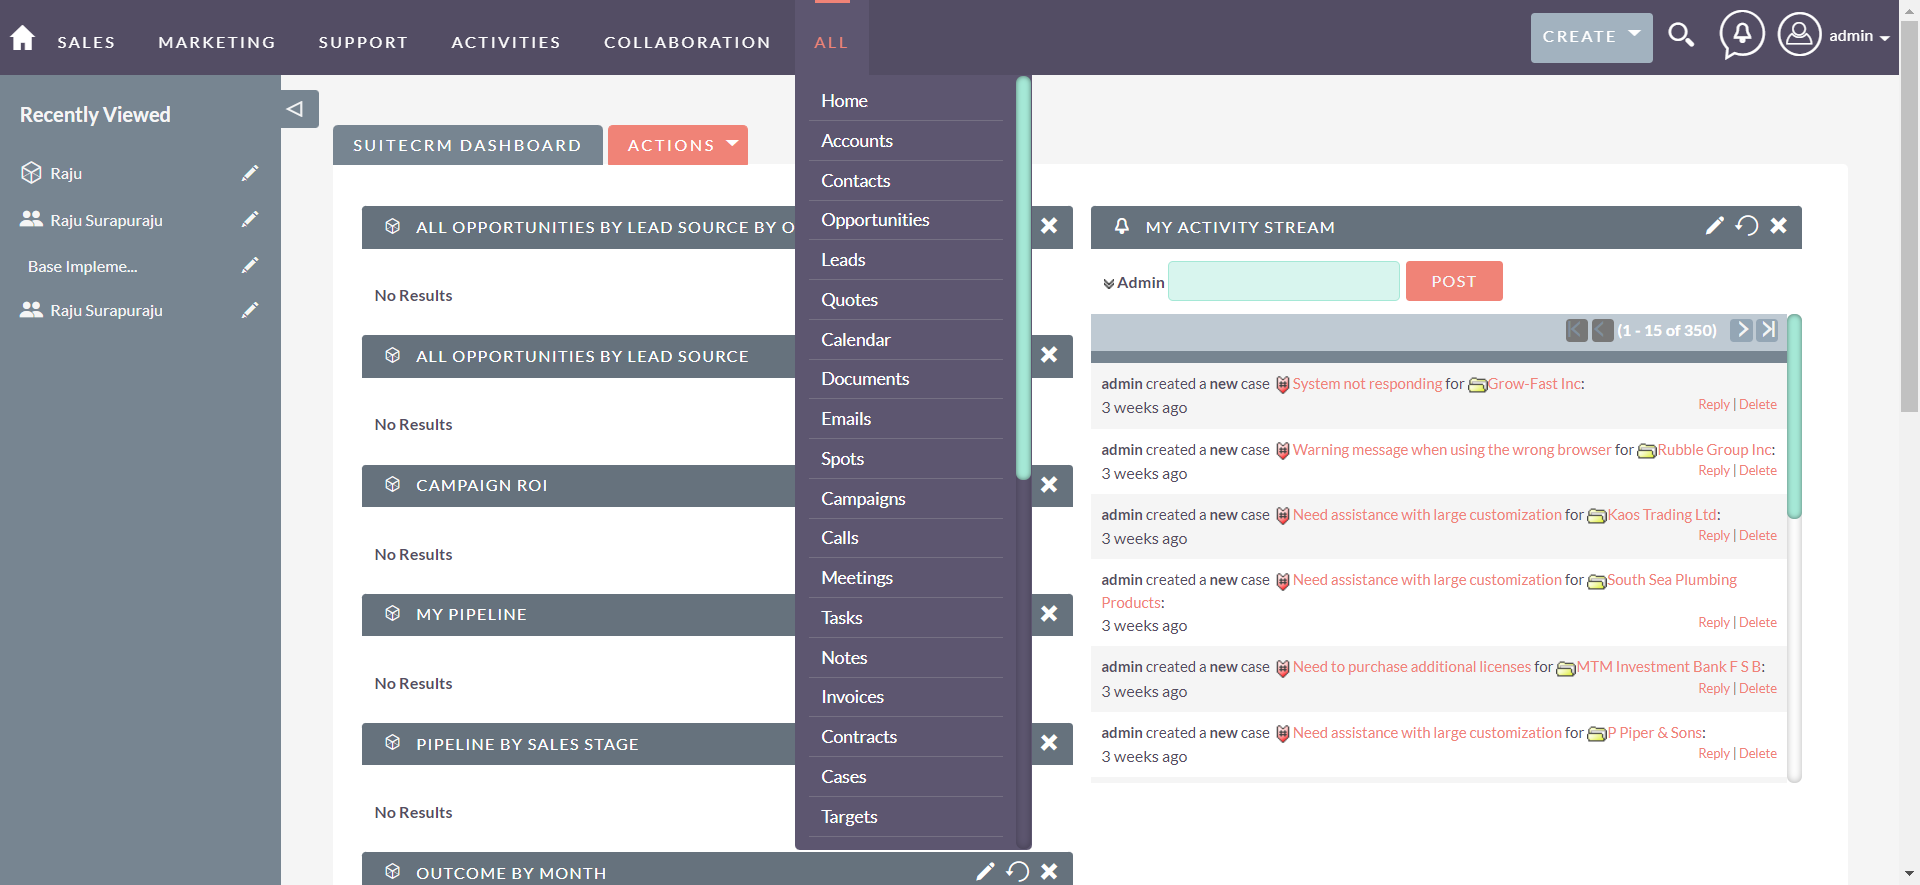 SALES MARKETING SUPPORT ACTIVITIES COLLABORATION ALL CREATE admin
Recently Viewed
Raju
Raju Surapuraju
Base Impleme...
Raju Surapuraju
SUITECRM DASHBOARD ACTIONS
ALL OPPORTUNITIES BY LEAD SOURCE BY O
No Results
ALL OPPORTUNITIES BY LEAD SOURCE
No Results
CAMPAIGN ROI
No Results
MY PIPELINE
No Results
PIPELINE BY SALES STAGE
No Results
OUTCOME BY MONTH
Home
Accounts
Contacts
Opportunities
Leads
Quotes
Calendar
Documents
Emails
Spots
Campaigns
Calls
Meetings
Tasks
Notes
Invoices
Contracts
Cases
Targets
MY ACTIVITY STREAM
Admin POST
(1 - 15 of 350)
admin created a new case System not responding for Grow-Fast Inc:
3 weeks ago Reply | Delete
admin created a new case Warning message when using the wrong browser for Rubble Group Inc:
3 weeks ago Reply | Delete
admin created a new case Need assistance with large customization for Kaos Trading Ltd:
3 weeks ago Reply | Delete
admin created a new case Need assistance with large customization for South Sea Plumbing
Products:
3 weeks ago Reply | Delete
admin created a new case Need to purchase additional licenses for MTM Investment Bank F S B:
3 weeks ago Reply | Delete
admin created a new case Need assistance with large customization for P Piper & Sons:
3 weeks ago Reply | Delete